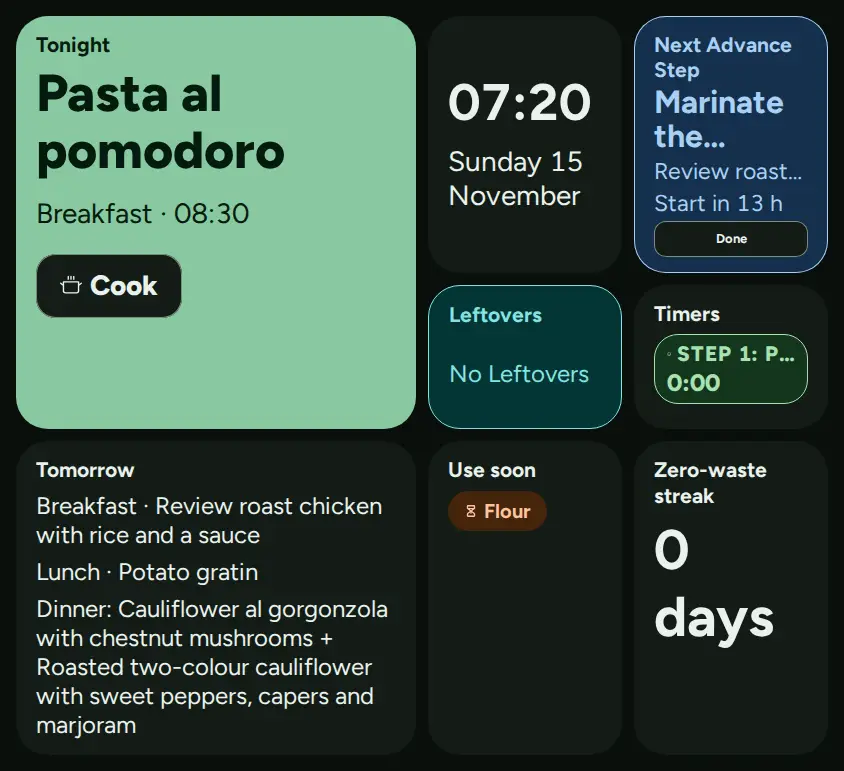 Tonight
Pasta al
pomodoro
Breakfast · 08:30
Cook
07:20
Sunday 15
November
Next Advance
Step
Marinate
the...
Review roast...
Start in 13 h
Done
Leftovers
No Leftovers
Timers
STEP 1: P...
0:00
Tomorrow
Breakfast · Review roast chicken
with rice and a sauce
Lunch · Potato gratin
Dinner: Cauliflower al gorgonzola
with chestnut mushrooms +
Roasted two-colour cauliflower
with sweet peppers, capers and
marjoram
Use soon
Flour
Zero-waste
streak
0
days